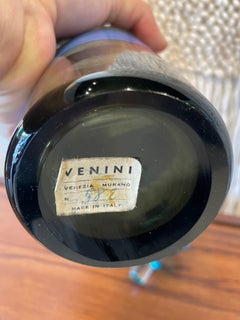 VENINI
VENEZIA MURANO
N.
MADE IN ITALY